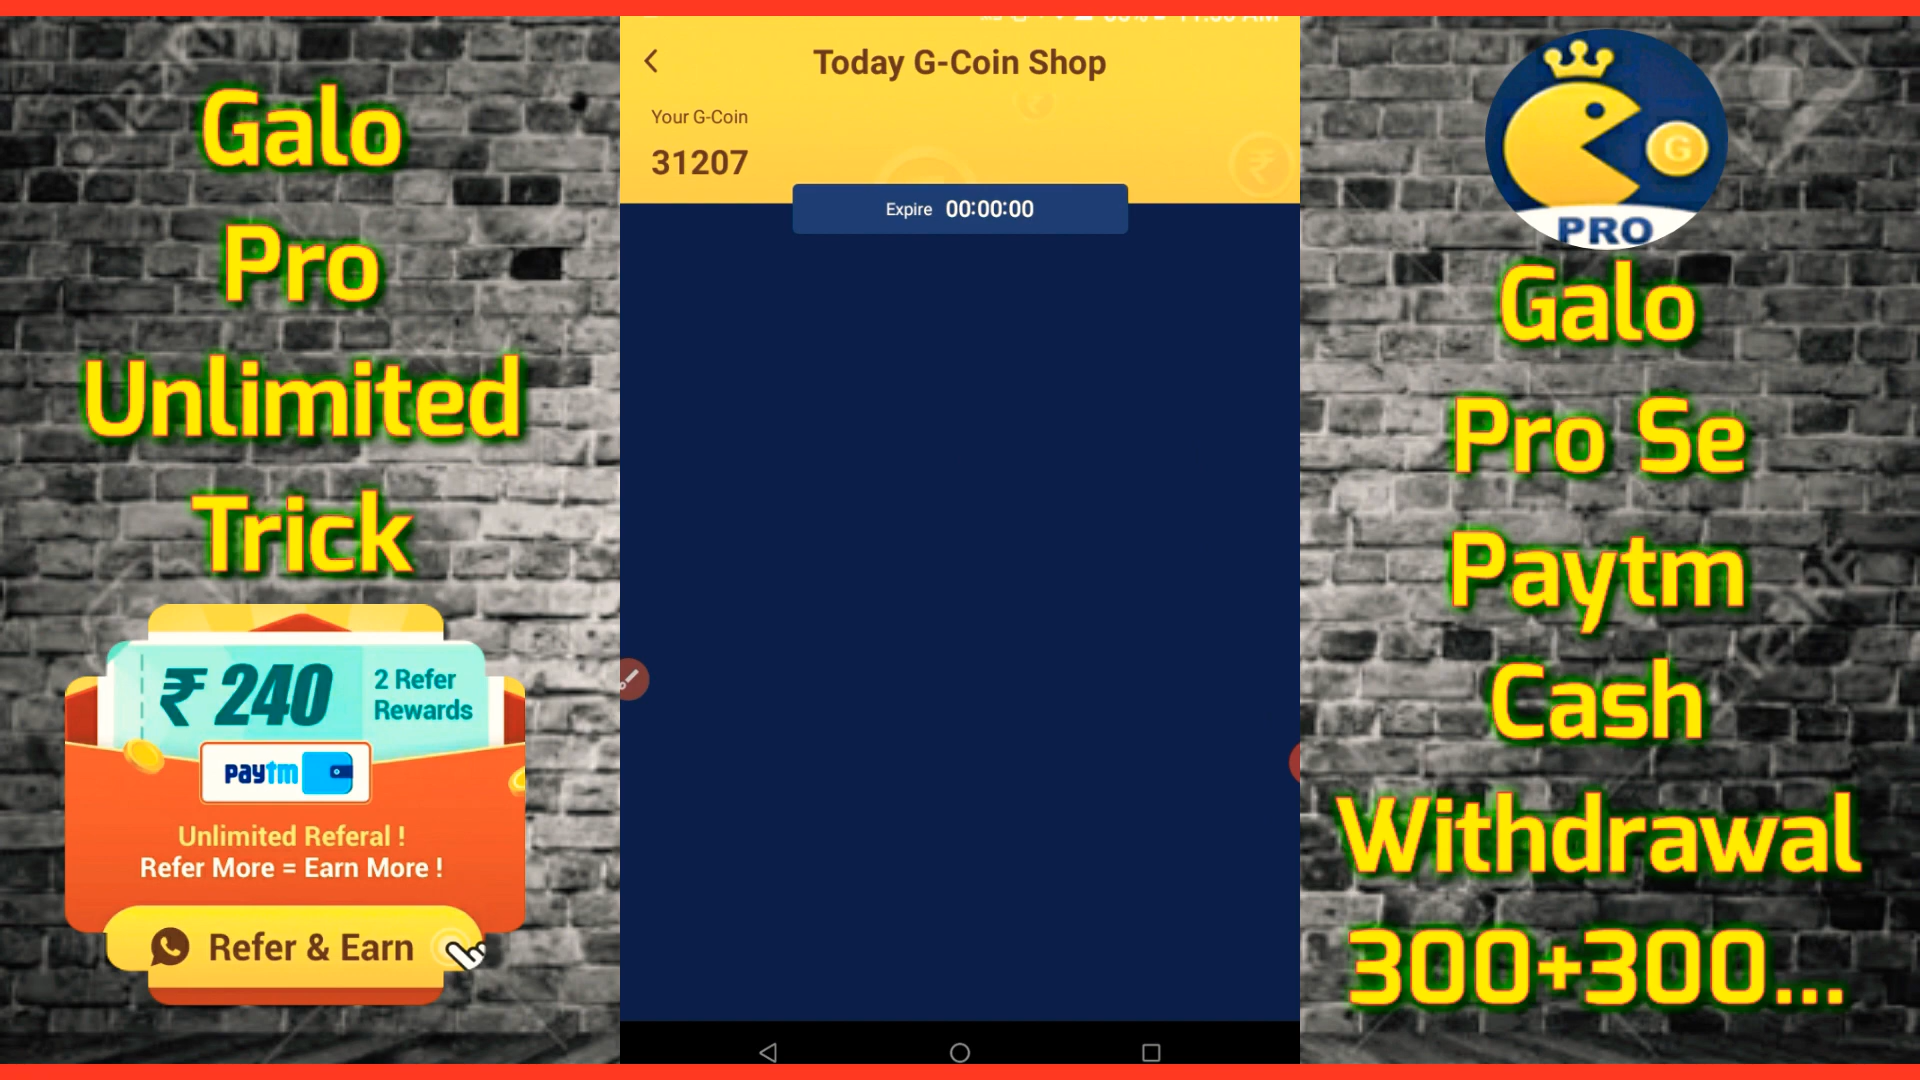 Galo
Pro
Unlimited
Trick
₹ 240
2 Refer
Rewards
paytm
Unlimited Referal !
Refer More = Earn More !
Refer & Earn
Today G-Coin Shop
Your G-Coin
31207
Expire 00:00:00
G
PRO
Galo
Pro Se
Paytm
Cash
Withdrawal
300+300...